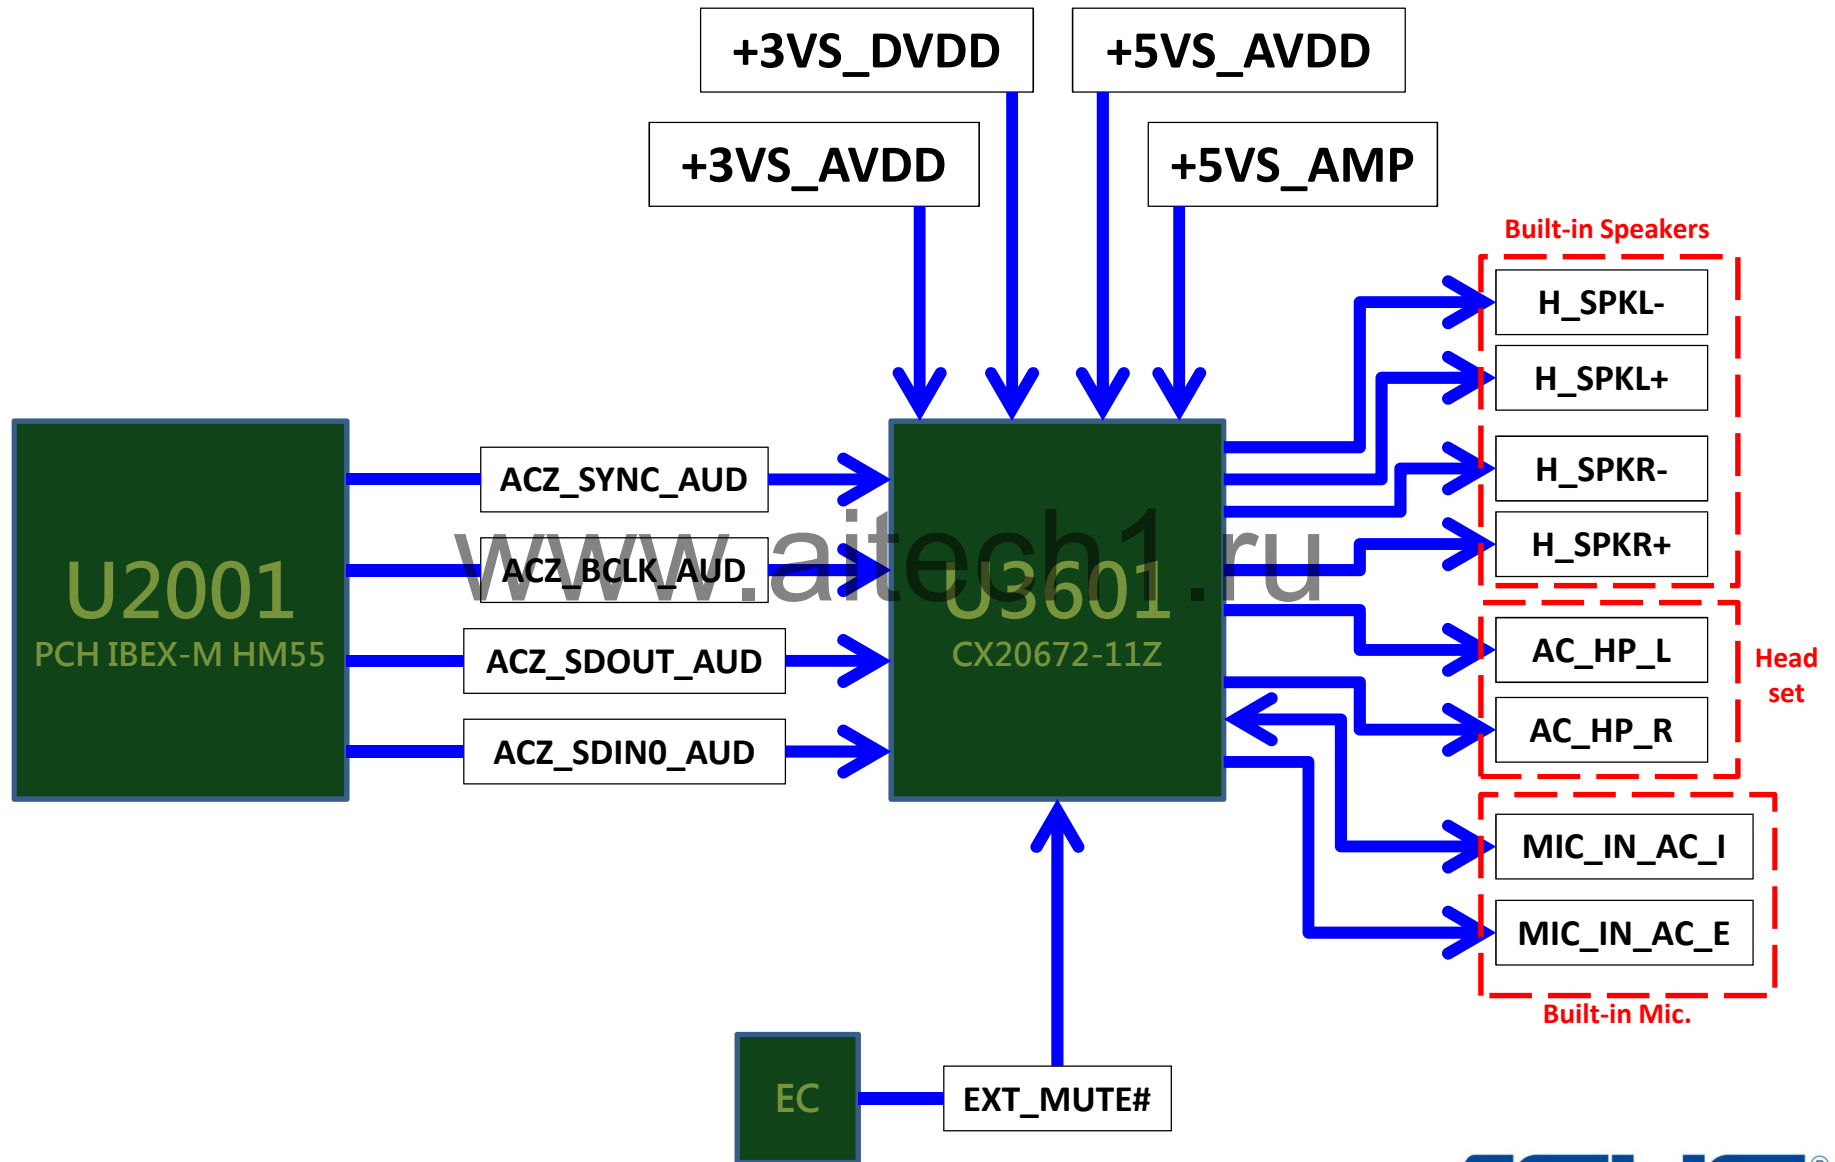 +3VS_DVDD
+5VS_AVDD
+3VS_AVDD
+5VS_AMP
Built-in Speakers
H_SPKL-
H_SPKL+
H_SPKR-
H_SPKR+
ACZ_SYNC_AUD
ACZ_BCLK_AUD
ACZ_SDOUT_AUD
ACZ_SDIN0_AUD
U2001
PCH IBEX-M HM55
U3601
CX20672-11Z
www.aitech1.ru
AC_HP_L
AC_HP_R
Head
set
MIC_IN_AC_I
MIC_IN_AC_E
Built-in Mic.
EC
EXT_MUTE#